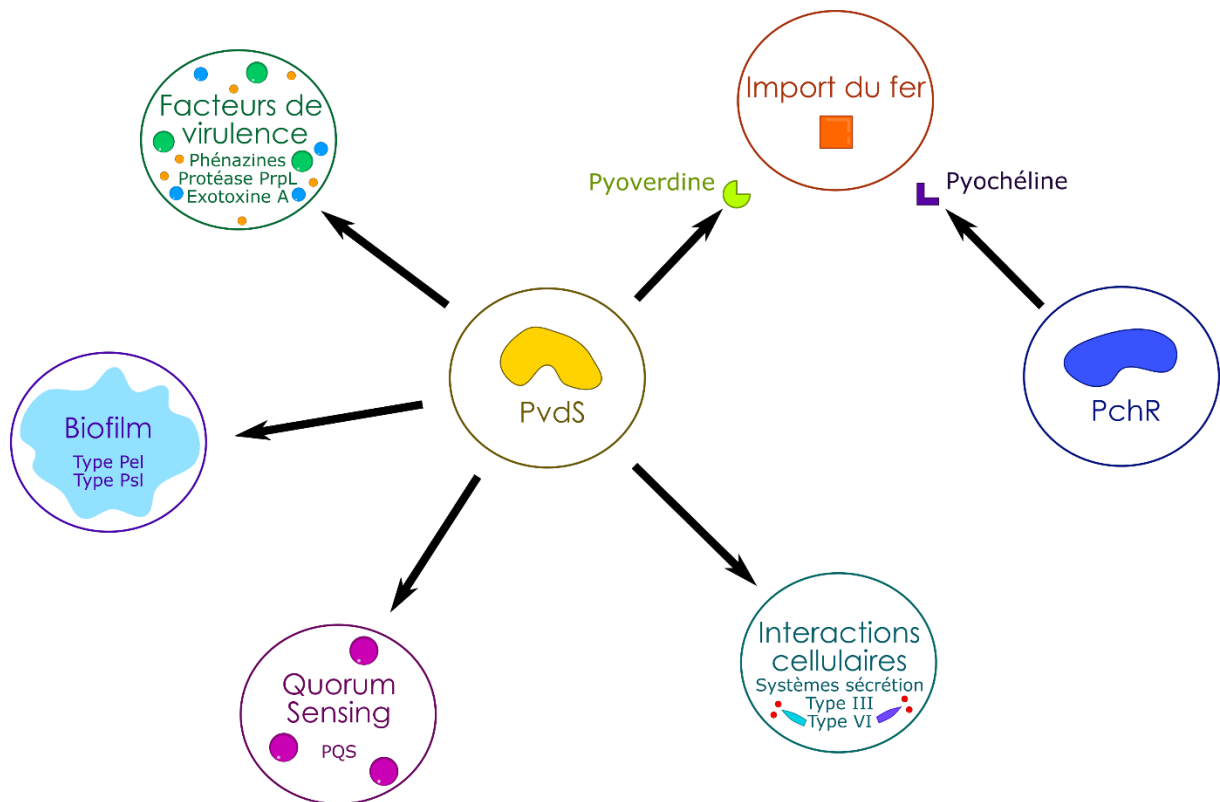 Facteurs de
virulence
Phénazines
Protéase PrpL
Exotoxine A
Import du fer
Pyoverdine
Pyochéline
PvdS
PchR
Biofilm
Type Pel
Type Psl
Quorum
Sensing
PQS
Interactions
cellulaires
Systèmes sécrétion
Type III
Type VI